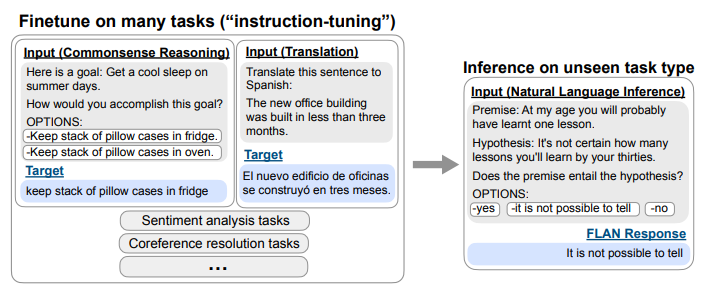 Finetune on many tasks (“instruction-tuning”)
Input (Commonsense Reasoning)
Here is a goal: Get a cool sleep on
summer days.
How would you accomplish this goal?
OPTIONS:
-Keep stack of pillow cases in fridge.
-Keep stack of pillow cases in oven.
Target
keep stack of pillow cases in fridge
Input (Translation)
Translate this sentence to
Spanish:
The new office building
was built in less than three
months.
Target
El nuevo edificio de oficinas
se construyó en tres meses.
Sentiment analysis tasks
Coreference resolution tasks
...
Inference on unseen task type
Input (Natural Language Inference)
Premise: At my age you will probably
have learnt one lesson.
Hypothesis: It's not certain how many
lessons you'll learn by your thirties.
Does the premise entail the hypothesis?
OPTIONS:
-yes -it is not possible to tell -no
FLAN Response
It is not possible to tell